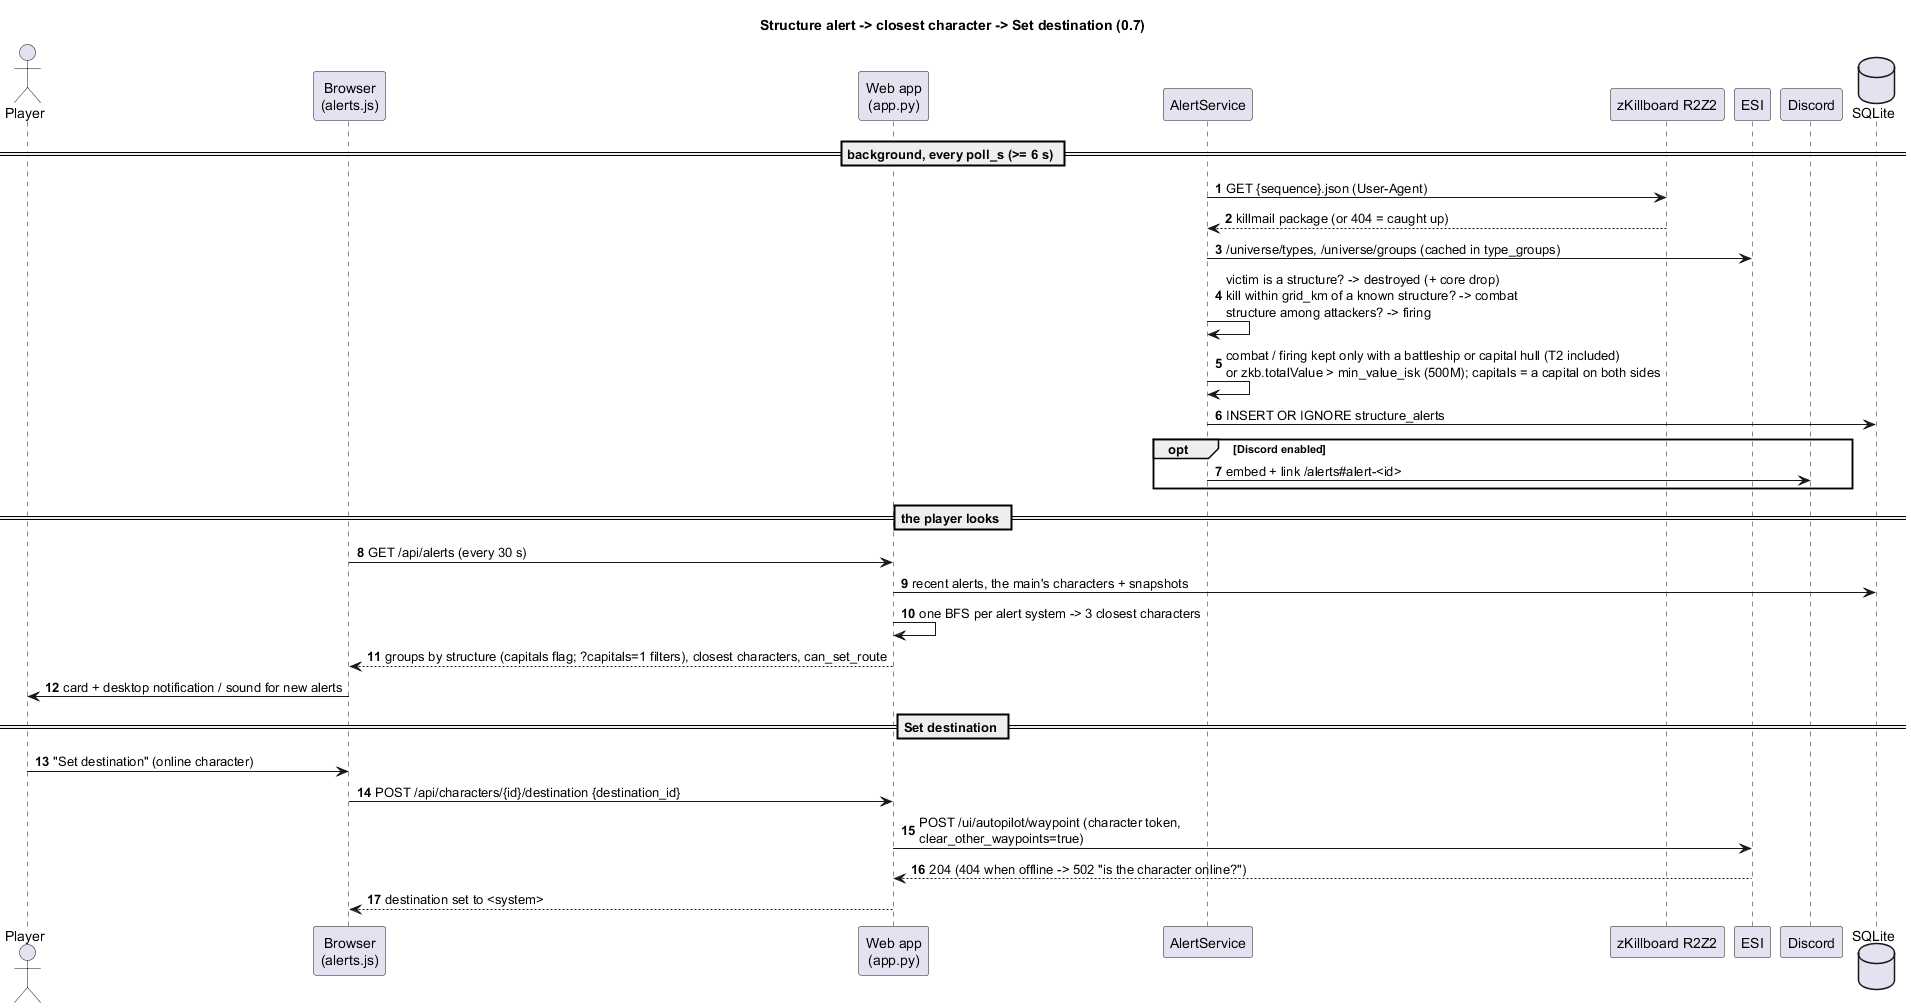 Structure alert -> closest character -> Set destination (0.7)
Player
Browser
(alerts.js)
Web app
(app.py)
AlertService
zKillboard R2Z2
ESI
Discord
SQLite
background, every poll_s (>= 6 s)
1 GET {sequence}.json (User-Agent)
2 killmail package (or 404 = caught up)
3 /universe/types, /universe/groups (cached in type_groups)
victim is a structure? -> destroyed (+ core drop)
4 kill within grid_km of a known structure? -> combat
structure among attackers? -> firing
5 combat / firing kept only with a battleship or capital hull (T2 included)
or zkb.totalValue > min_value_isk (500M); capitals = a capital on both sides
6 INSERT OR IGNORE structure_alerts
opt [Discord enabled]
7 embed + link /alerts#alert-<id>
the player looks
8 GET /api/alerts (every 30 s)
9 recent alerts, the main's characters + snapshots
10 one BFS per alert system -> 3 closest characters
11 groups by structure (capitals flag; ?capitals=1 filters), closest characters, can_set_route
12 card + desktop notification / sound for new alerts
Set destination
13 "Set destination" (online character)
14 POST /api/characters/{id}/destination {destination_id}
15 POST /ui/autopilot/waypoint (character token,
clear_other_waypoints=true)
16 204 (404 when offline -> 502 "is the character online?")
17 destination set to <system>
Player
Browser
(alerts.js)
Web app
(app.py)
AlertService
zKillboard R2Z2
ESI
Discord
SQLite